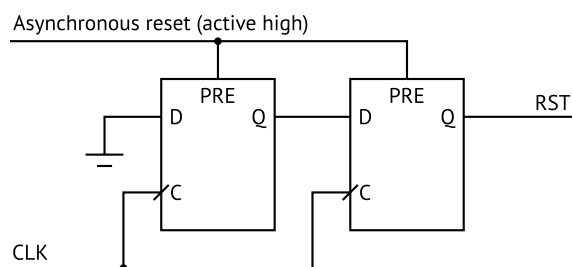 Asynchronous reset (active high)
PRE PRE
RST
D Q D Q
C C
CLK